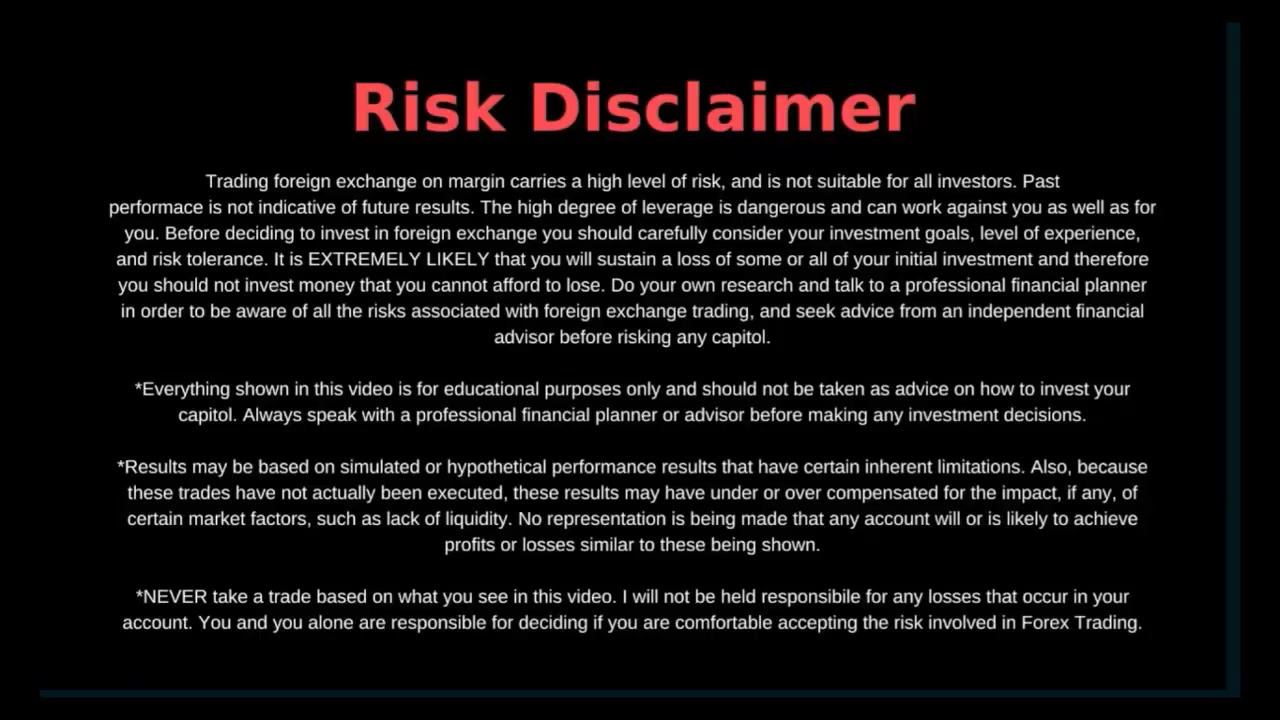 Risk Disclaimer
Trading foreign exchange on margin carries a high level of risk, and is not suitable for all investors. Past
performace is not indicative of future results. The high degree of leverage is dangerous and can work against you as well as for
you. Before deciding to invest in foreign exchange you should carefully consider your investment goals, level of experience,
and risk tolerance. It is EXTREMELY LIKELY that you will sustain a loss of some or all of your initial investment and therefore
you should not invest money that you cannot afford to lose. Do your own research and talk to a professional financial planner
in order to be aware of all the risks associated with foreign exchange trading, and seek advice from an independent financial
advisor before risking any capitol.
*Everything shown in this video is for educational purposes only and should not be taken as advice on how to invest your
capitol. Always speak with a professional financial planner or advisor before making any investment decisions.
*Results may be based on simulated or hypothetical performance results that have certain inherent limitations. Also, because
these trades have not actually been executed, these results may have under or over compensated for the impact, if any, of
certain market factors, such as lack of liquidity. No representation is being made that any account will or is likely to achieve
profits or losses similar to these being shown.
*NEVER take a trade based on what you see in this video. I will not be held responsibile for any losses that occur in your
account. You and you alone are responsible for deciding if you are comfortable accepting the risk involved in Forex Trading.